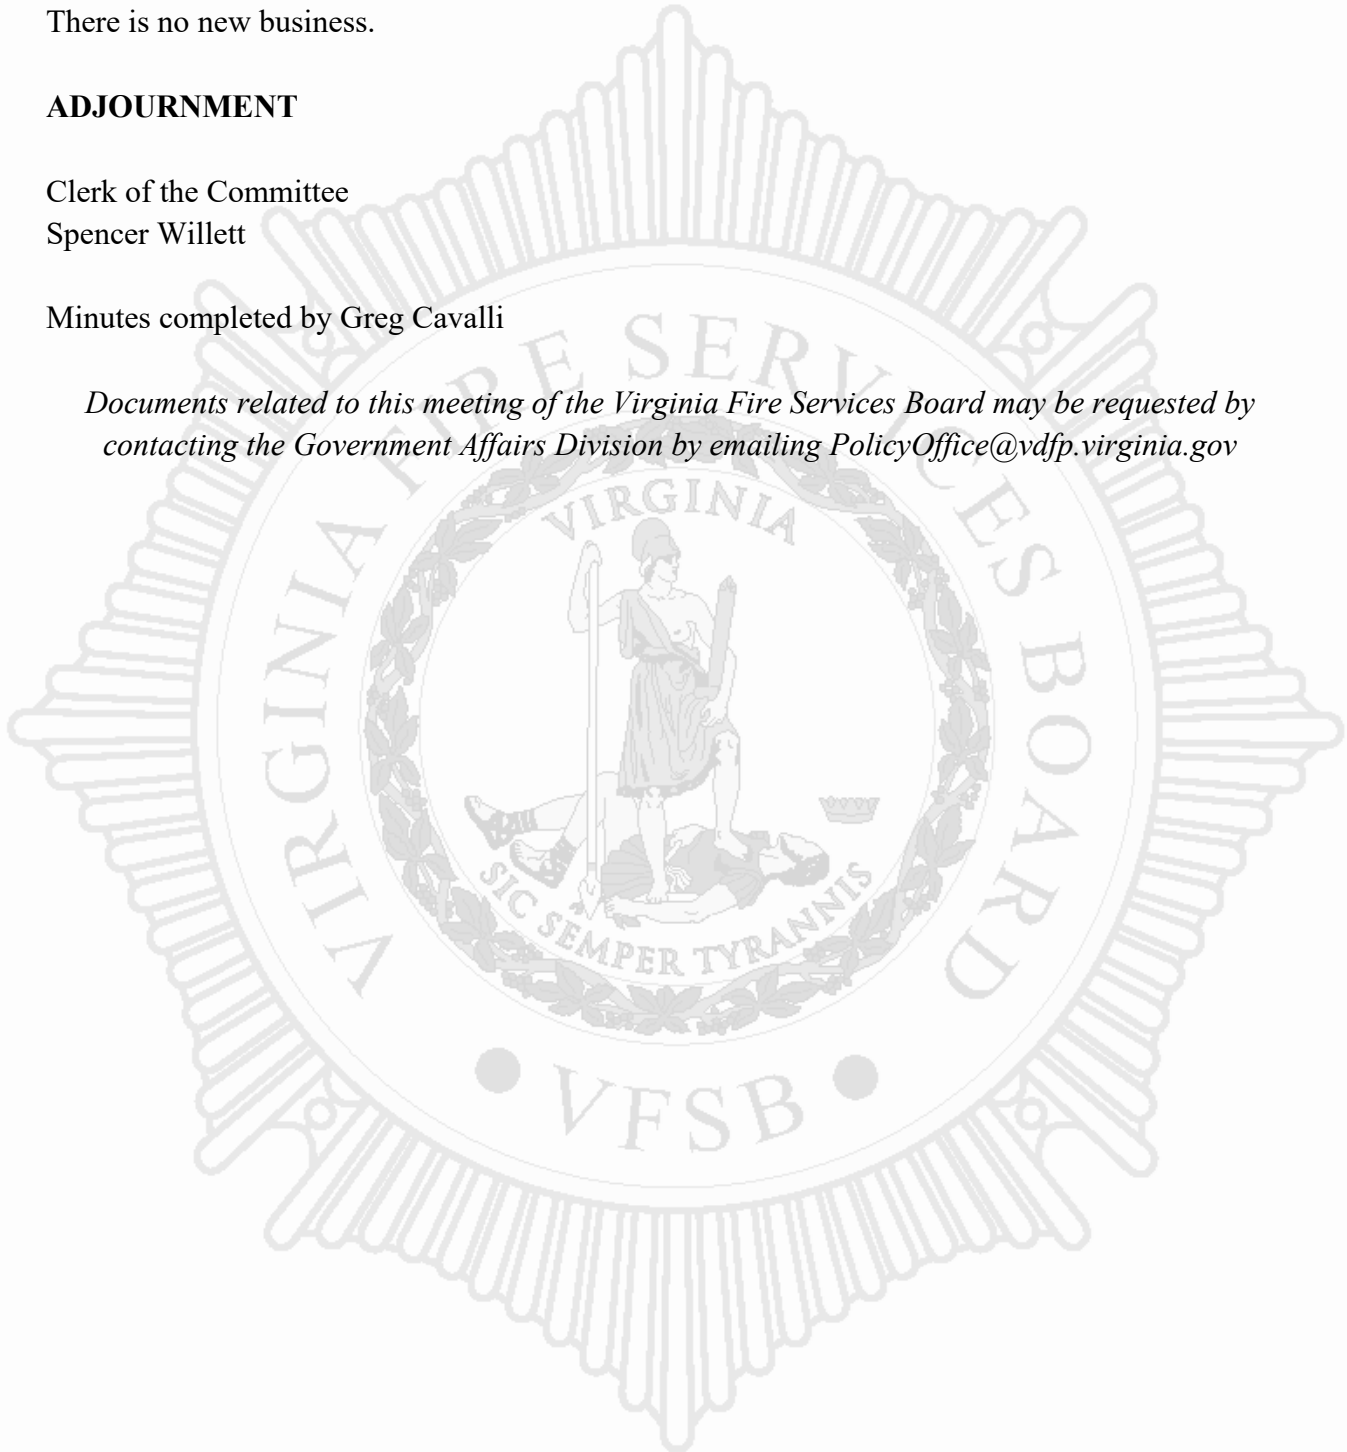 There is no new business.
ADJOURNMENT
Clerk of the Committee
Spencer Willett
Minutes completed by Greg Cavalli
Documents related to this meeting of the Virginia Fire Services Board may be requested by
contacting the Government Affairs Division by emailing PolicyOffice@vdfp.virginia.gov
VIRGINIA FIRE SERVICES BOARD
VIRGINIA
SIC SEMPER TYRANNIS
• VFSB •